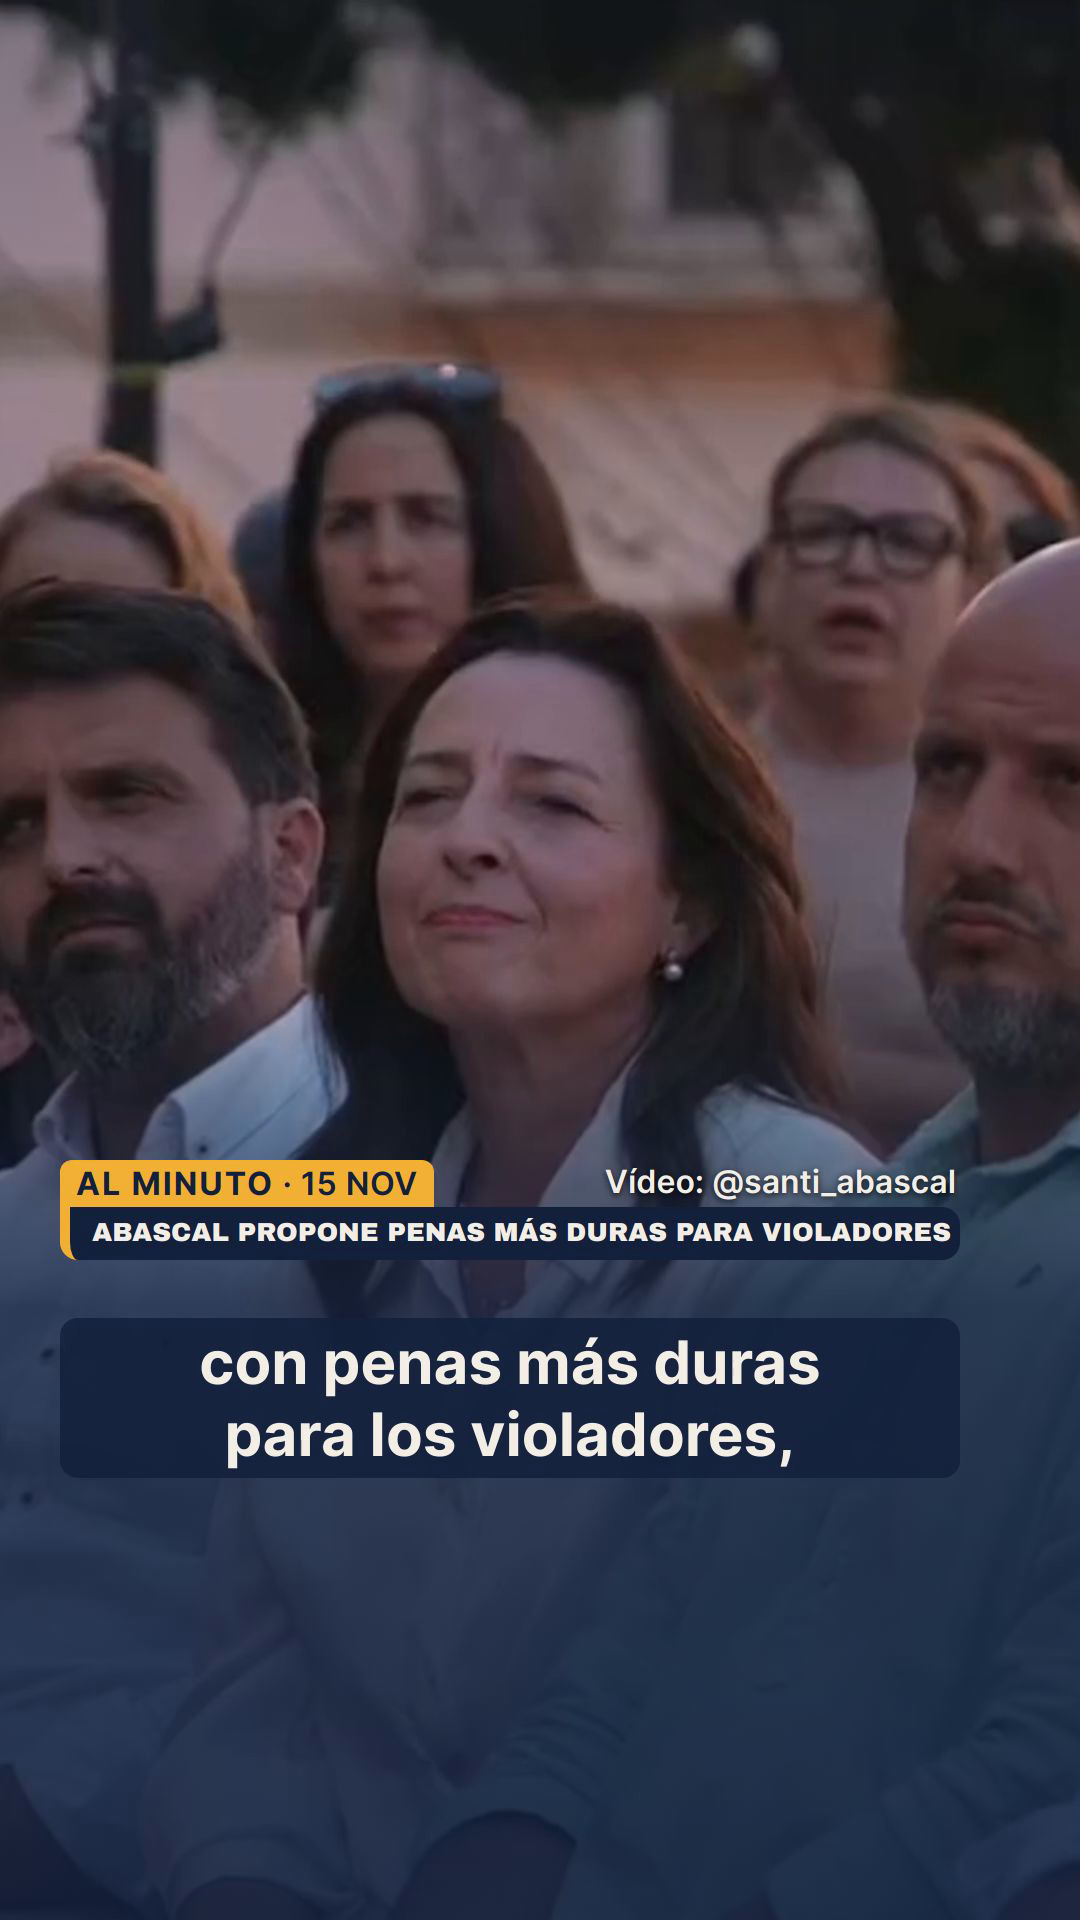 AL MINUTO · 15 NOV
Vídeo: @santi_abascal
ABASCAL PROPONE PENAS MÁS DURAS PARA VIOLADORES
con penas más duras
para los violadores,